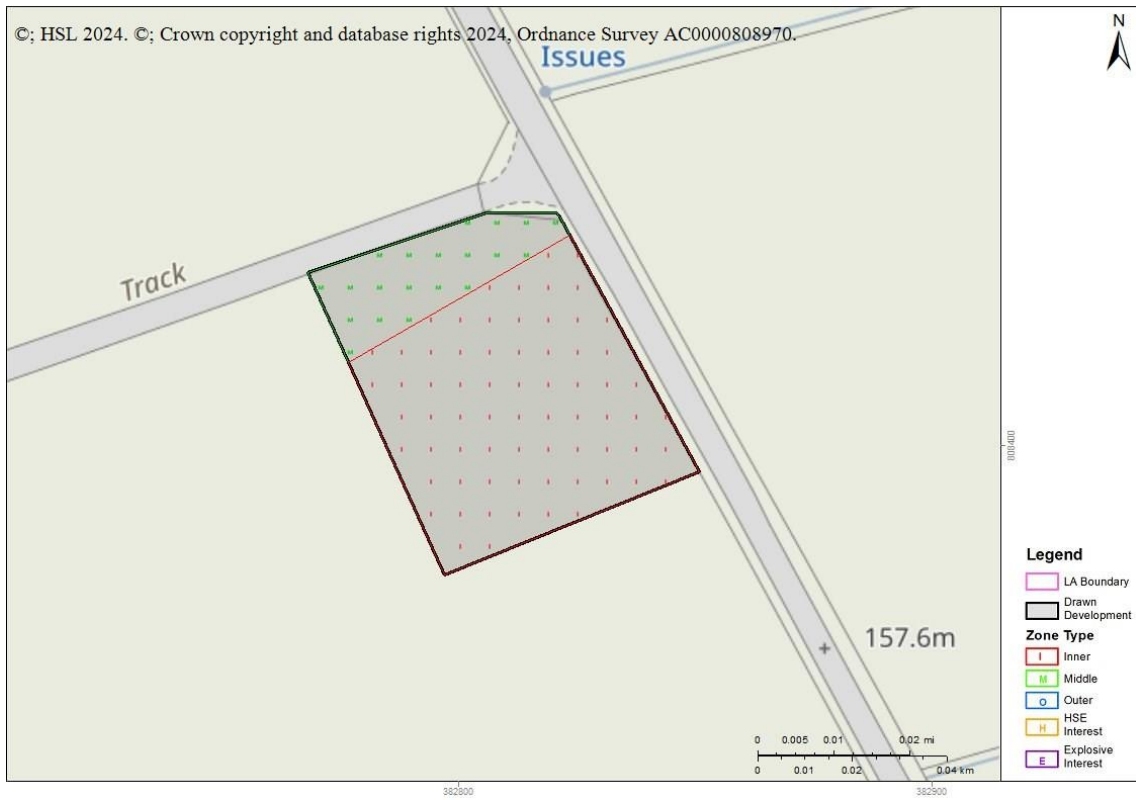 ©; HSL 2024. ©; Crown copyright and database rights 2024, Ordnance Survey AC0000808970.
N
Issues
Track
808400
157.6m
Legend
LA Boundary
Drawn
Development
Zone Type
I Inner
M Middle
O Outer
H HSE
Interest
E Explosive
Interest
0 0.005 0.01 0.02 mi
0 0.01 0.02 0.04 km
382800
382900